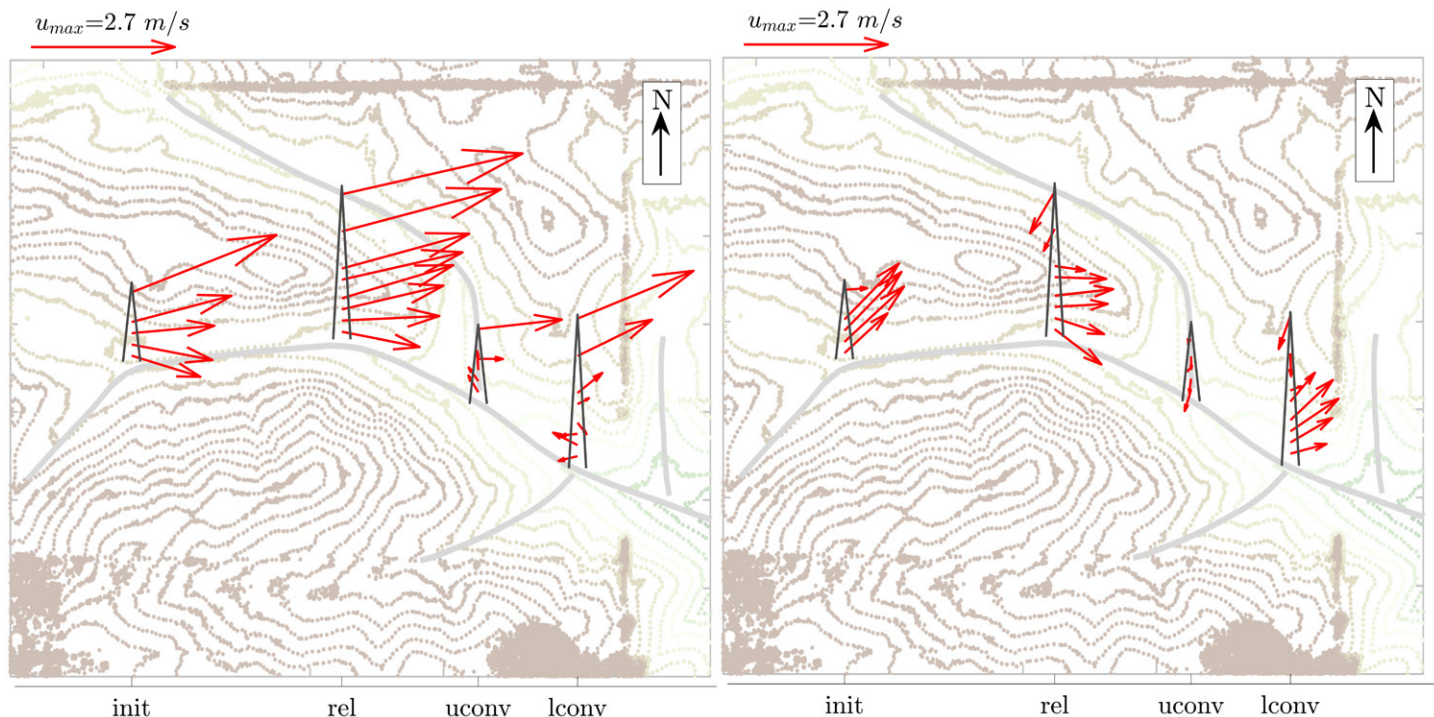 u_max=2.7 m/s
N
init rel uconv lconv
u_max=2.7 m/s
N
init rel uconv lconv